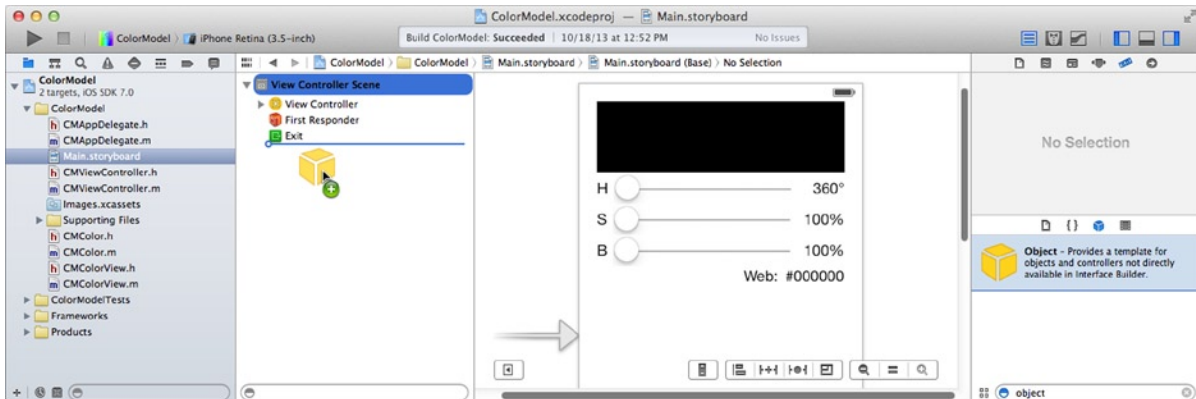 ColorModel.xcodeproj — Main.storyboard
ColorModel iPhone Retina (3.5-inch)
Build ColorModel: Succeeded | 10/18/13 at 12:52 PM No Issues
ColorModel ColorModel Main.storyboard Main.storyboard (Base) No Selection
ColorModel
2 targets, iOS SDK 7.0
ColorModel
CMAppDelegate.h
CMAppDelegate.m
Main.storyboard
CMViewController.h
CMViewController.m
Images.xcassets
Supporting Files
CMColor.h
CMColor.m
CMColorView.h
CMColorView.m
ColorModelTests
Frameworks
Products
View Controller Scene
View Controller
First Responder
Exit
H 360°
S 100%
B 100%
Web: #000000
No Selection
Object - Provides a template for
objects and controllers not directly
available in Interface Builder.
object